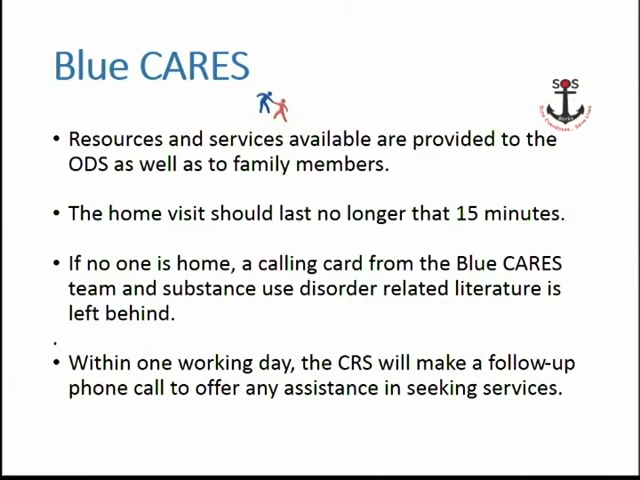 Blue CARES
SOS
• Resources and services available are provided to the
ODS as well as to family members.
• The home visit should last no longer that 15 minutes.
• If no one is home, a calling card from the Blue CARES
team and substance use disorder related literature is
left behind.
.
• Within one working day, the CRS will make a follow-up
phone call to offer any assistance in seeking services.